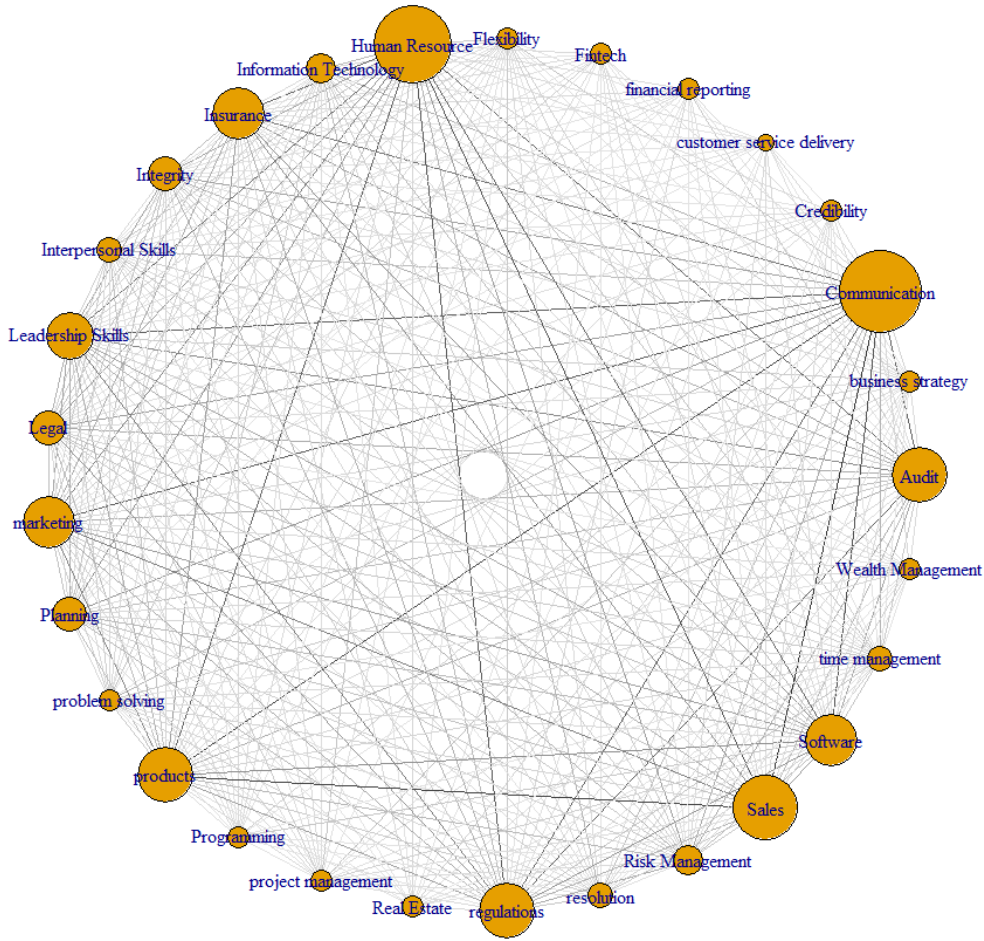 Human Resource
Flexibility
Fintech
Information Technology
financial reporting
Insurance
customer service delivery
Integrity
Credibility
Interpersonal Skills
Communication
Leadership Skills
business strategy
Legal
Audit
marketing
Wealth Management
Planning
time management
problem solving
Software
products
Sales
Programming
Risk Management
project management
resolution
Real Estate
regulations